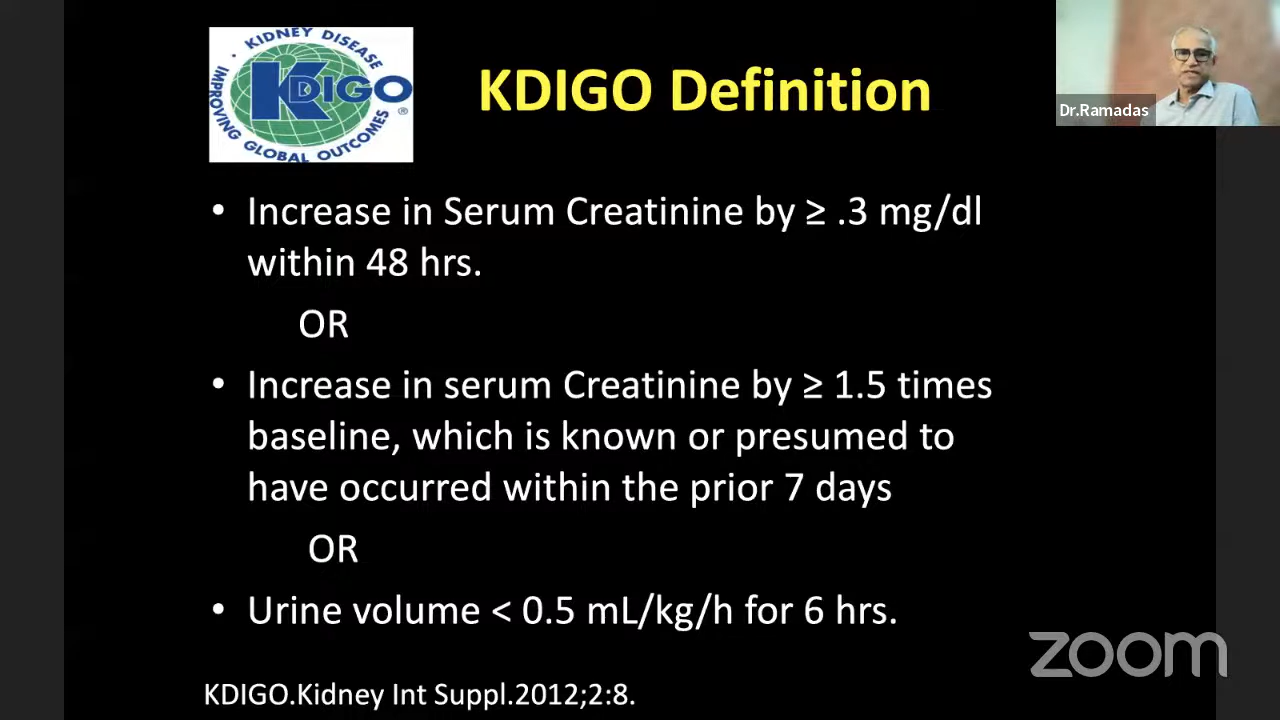 KIDNEY DISEASE
KDIGO®
IMPROVING GLOBAL OUTCOMES
KDIGO Definition
Dr.Ramadas
• Increase in Serum Creatinine by ≥ .3 mg/dl
within 48 hrs.
OR
• Increase in serum Creatinine by ≥ 1.5 times
baseline, which is known or presumed to
have occurred within the prior 7 days
OR
• Urine volume < 0.5 mL/kg/h for 6 hrs.
zoom
KDIGO.Kidney Int Suppl.2012;2:8.